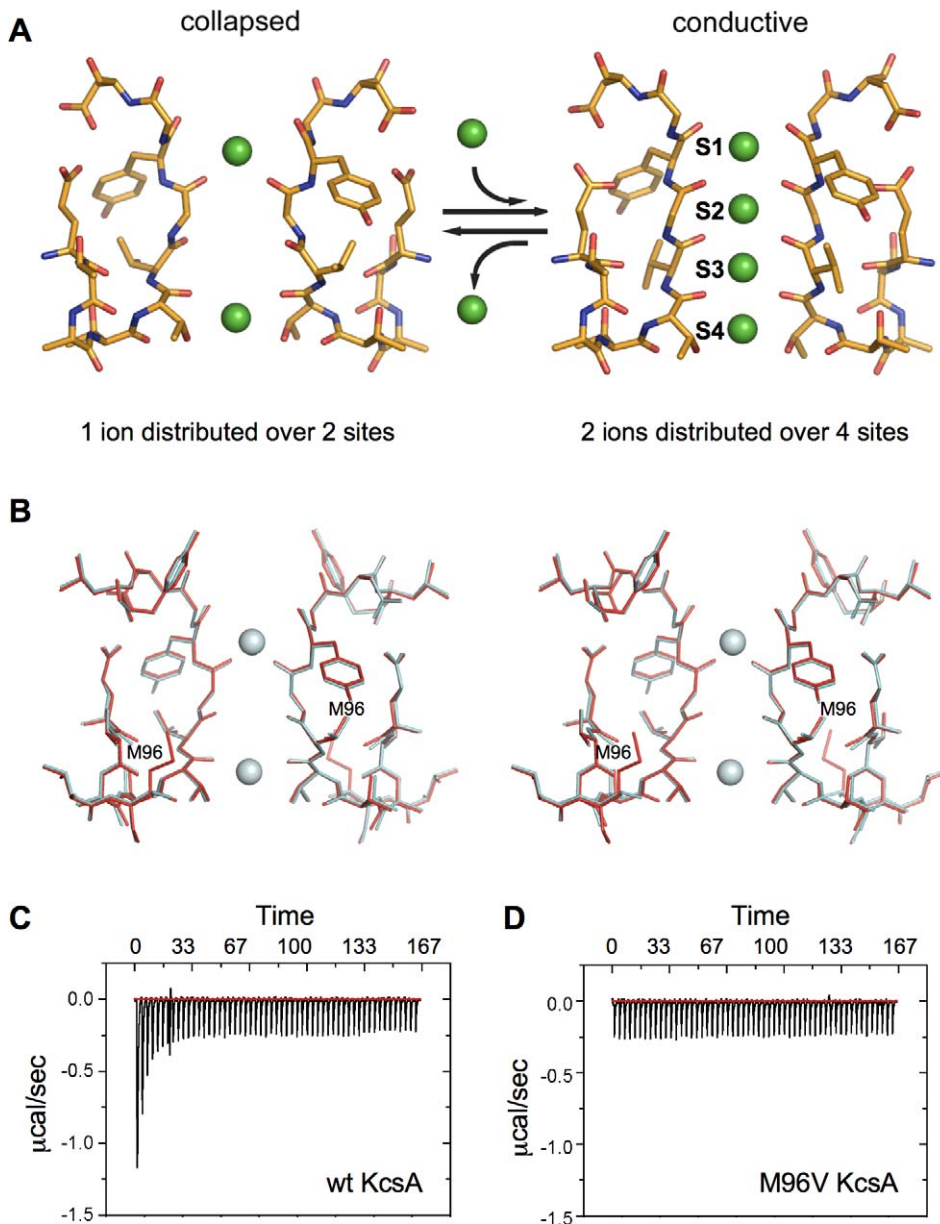 A
collapsed
conductive
S1
S2
S3
S4
1 ion distributed over 2 sites
2 ions distributed over 4 sites
B
M96
M96
M96
M96
C
Time
0 33 67 100 133 167
0.0
-0.5
-1.0
-1.5
μcal/sec
wt KcsA
D
Time
0 33 67 100 133 167
0.0
-0.5
-1.0
-1.5
μcal/sec
M96V KcsA